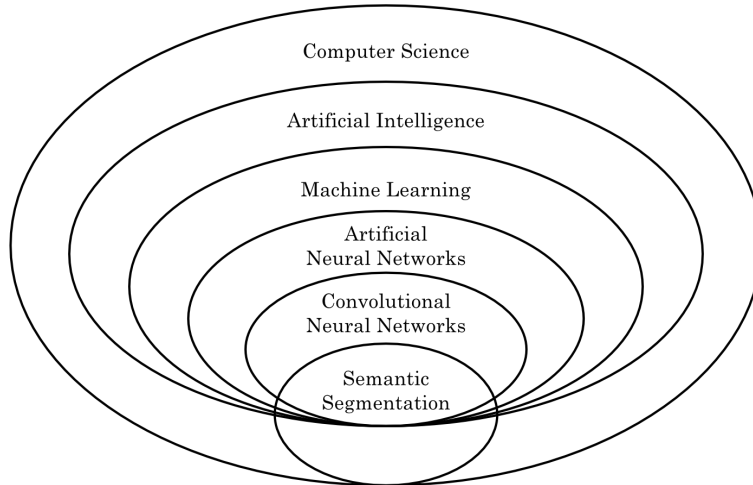 Computer Science
Artificial Intelligence
Machine Learning
Artificial
Neural Networks
Convolutional
Neural Networks
Semantic
Segmentation